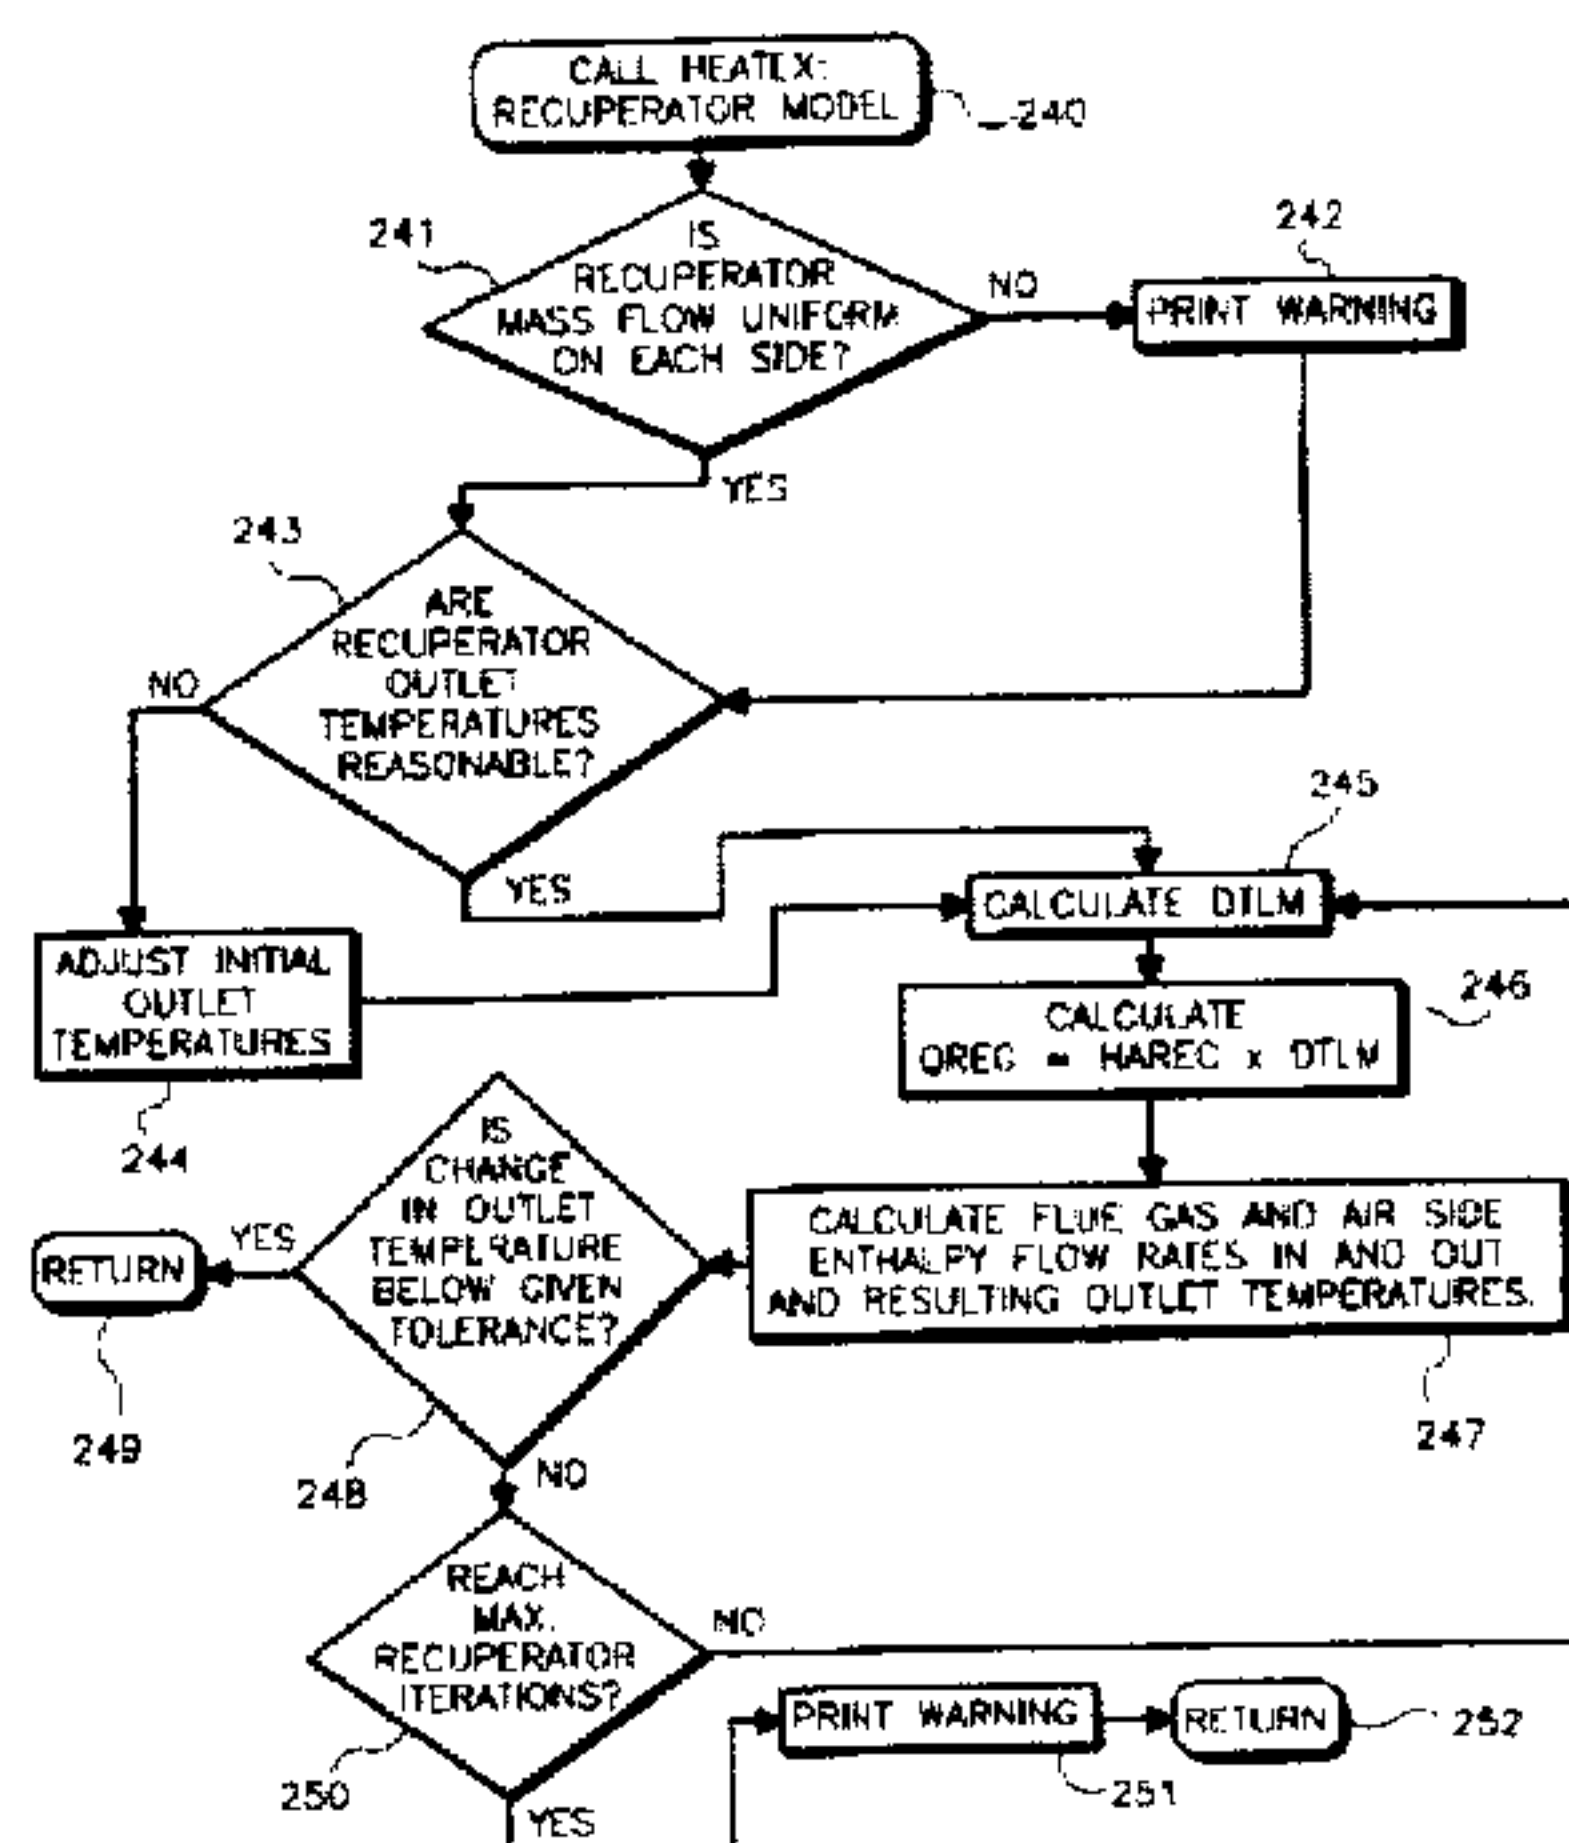 CALL HEATEX:
RECUPERATOR MODEL
240
241
IS
RECUPERATOR
MASS FLOW UNIFORM
ON EACH SIDE?
NO
242
PRINT WARNING
YES
243
ARE
RECUPERATOR
OUTLET
TEMPERATURES
REASONABLE?
NO
YES
245
CALCULATE DTLM
ADJUST INITIAL
OUTLET
TEMPERATURES
244
246
CALCULATE
QREG = HAREC x DTLM
CALCULATE FLUE GAS AND AIR SIDE
ENTHALPY FLOW RATES IN AND OUT
AND RESULTING OUTLET TEMPERATURES.
247
IS
CHANGE
IN OUTLET
TEMPERATURE
BELOW GIVEN
TOLERANCE?
YES
RETURN
249
248
NO
REACH
MAX.
RECUPERATOR
ITERATIONS?
NO
250
YES
PRINT WARNING
251
RETURN
252